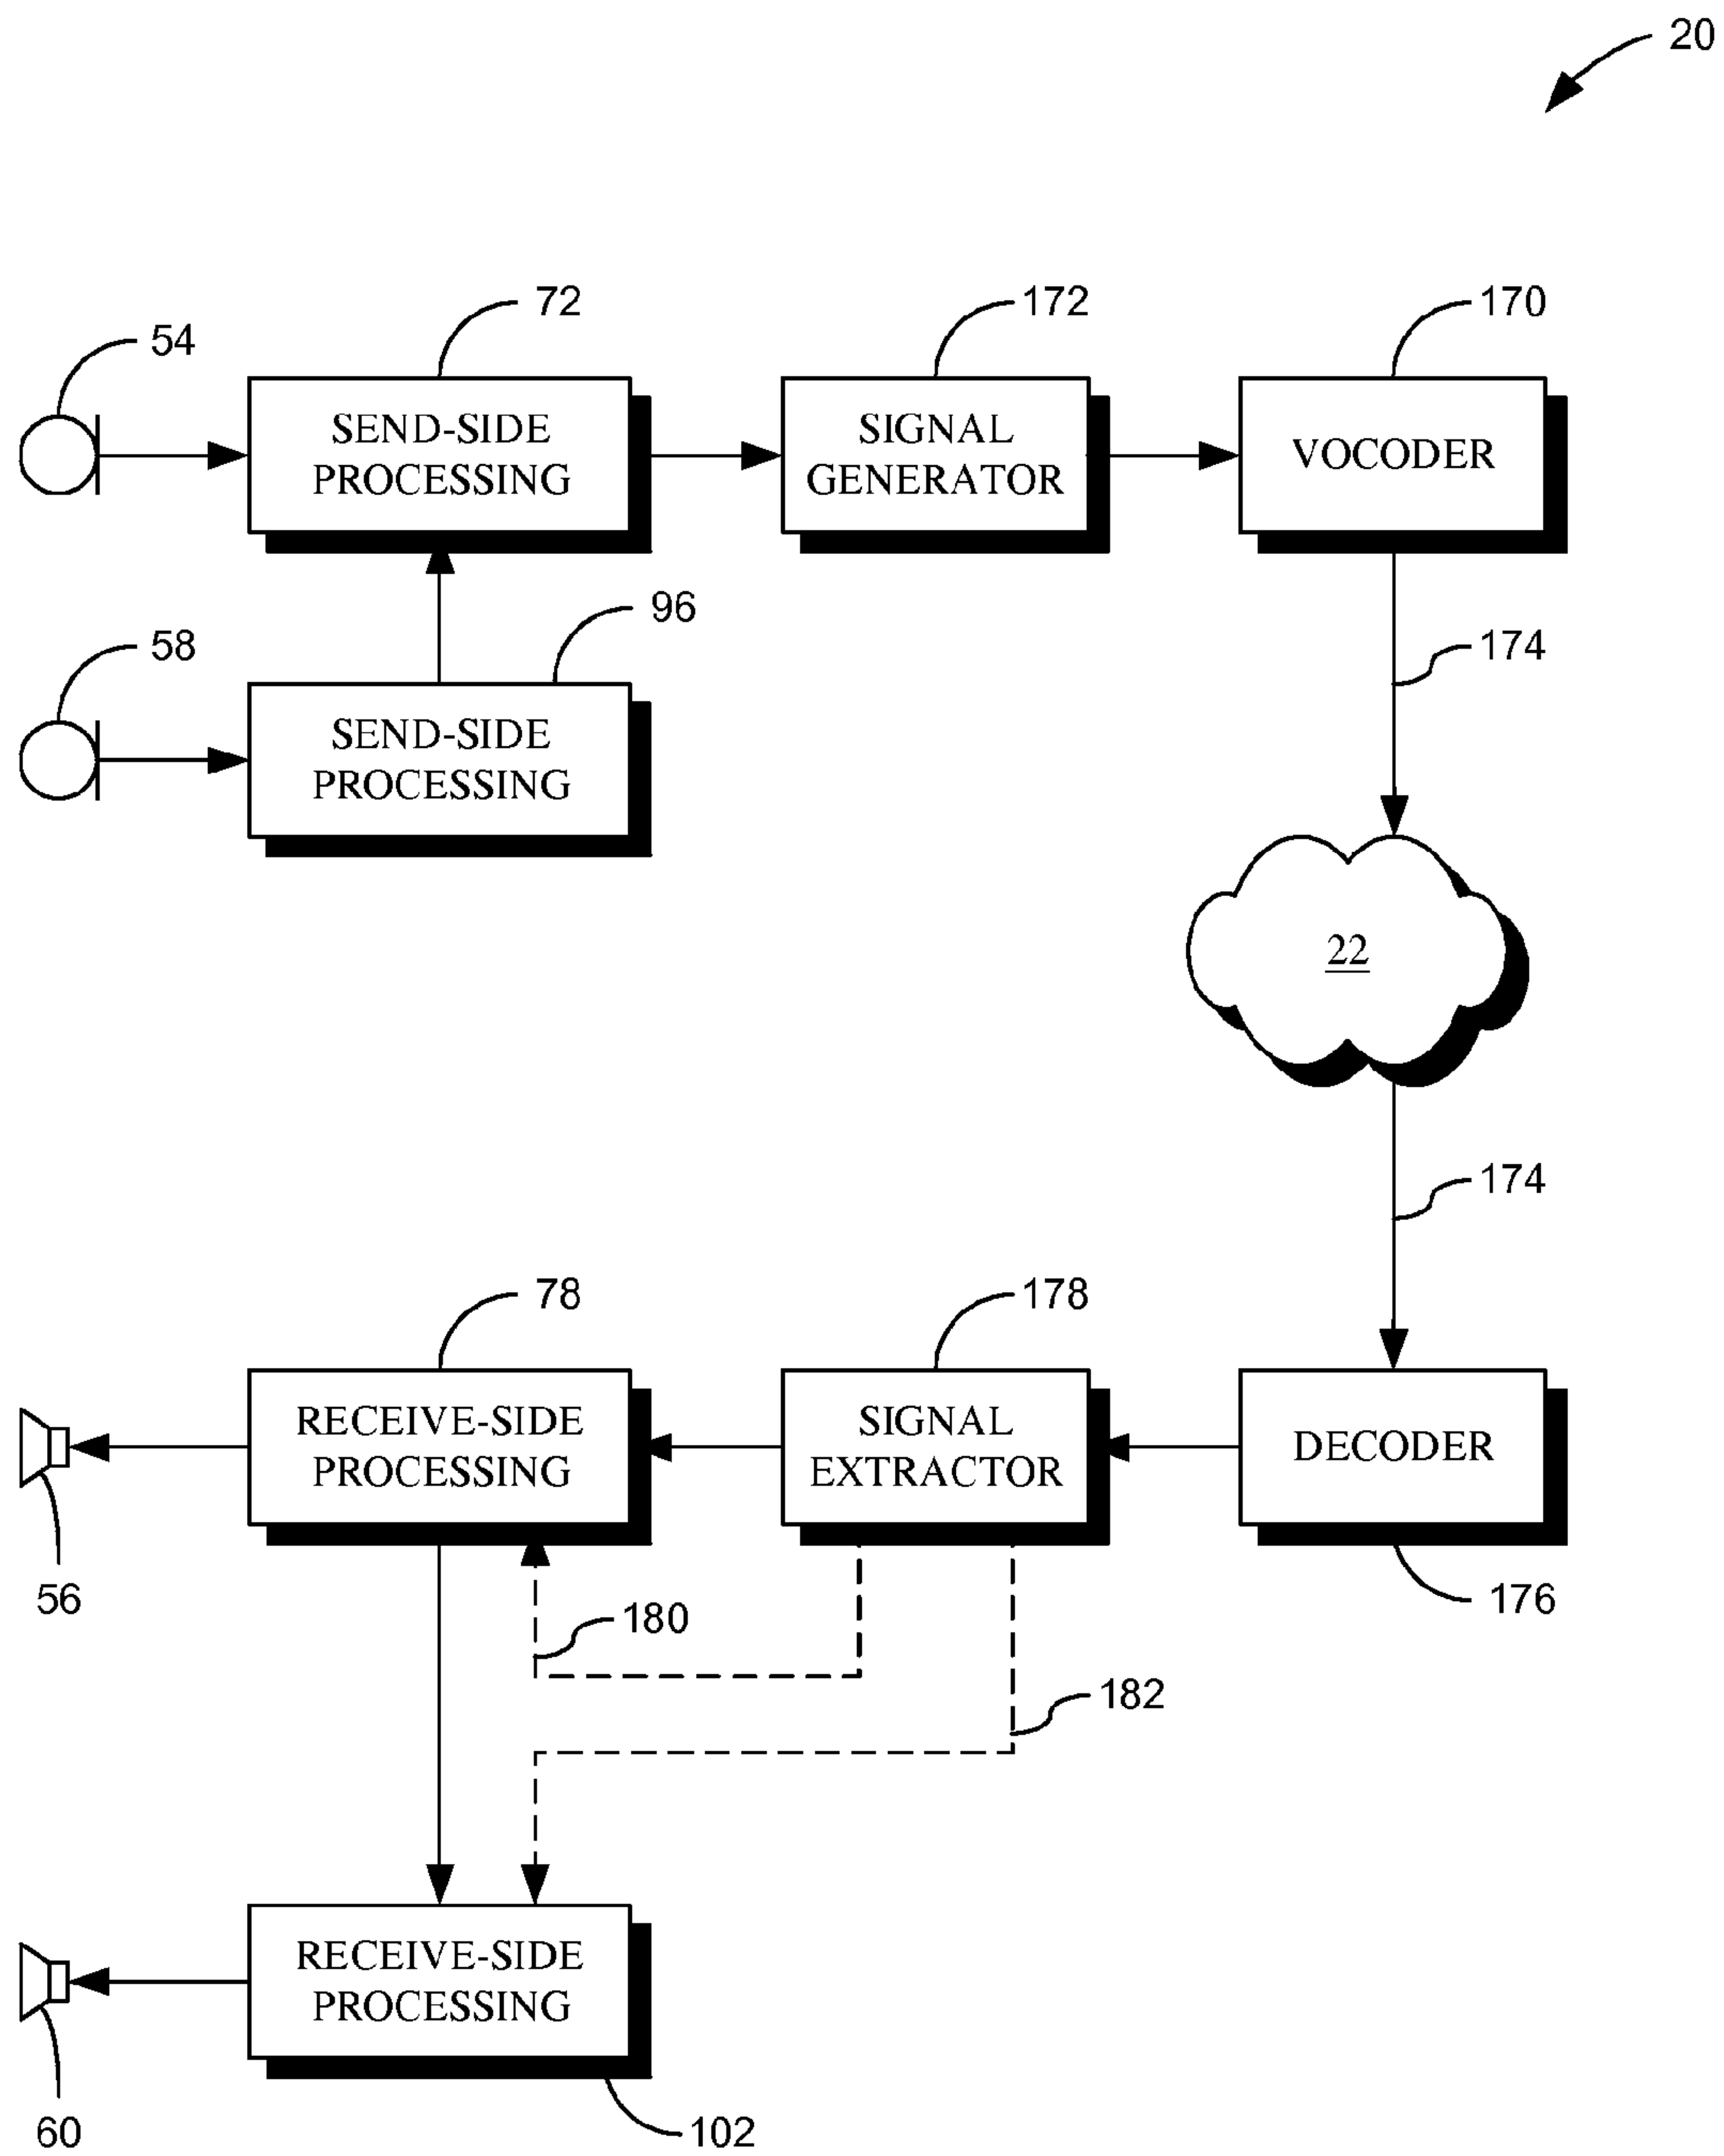 20
72
172
170
54
SEND-SIDE
PROCESSING
SIGNAL
GENERATOR
VOCODER
96
58
174
SEND-SIDE
PROCESSING
22
174
78
178
RECEIVE-SIDE
PROCESSING
SIGNAL
EXTRACTOR
DECODER
56
180
176
182
RECEIVE-SIDE
PROCESSING
60
102